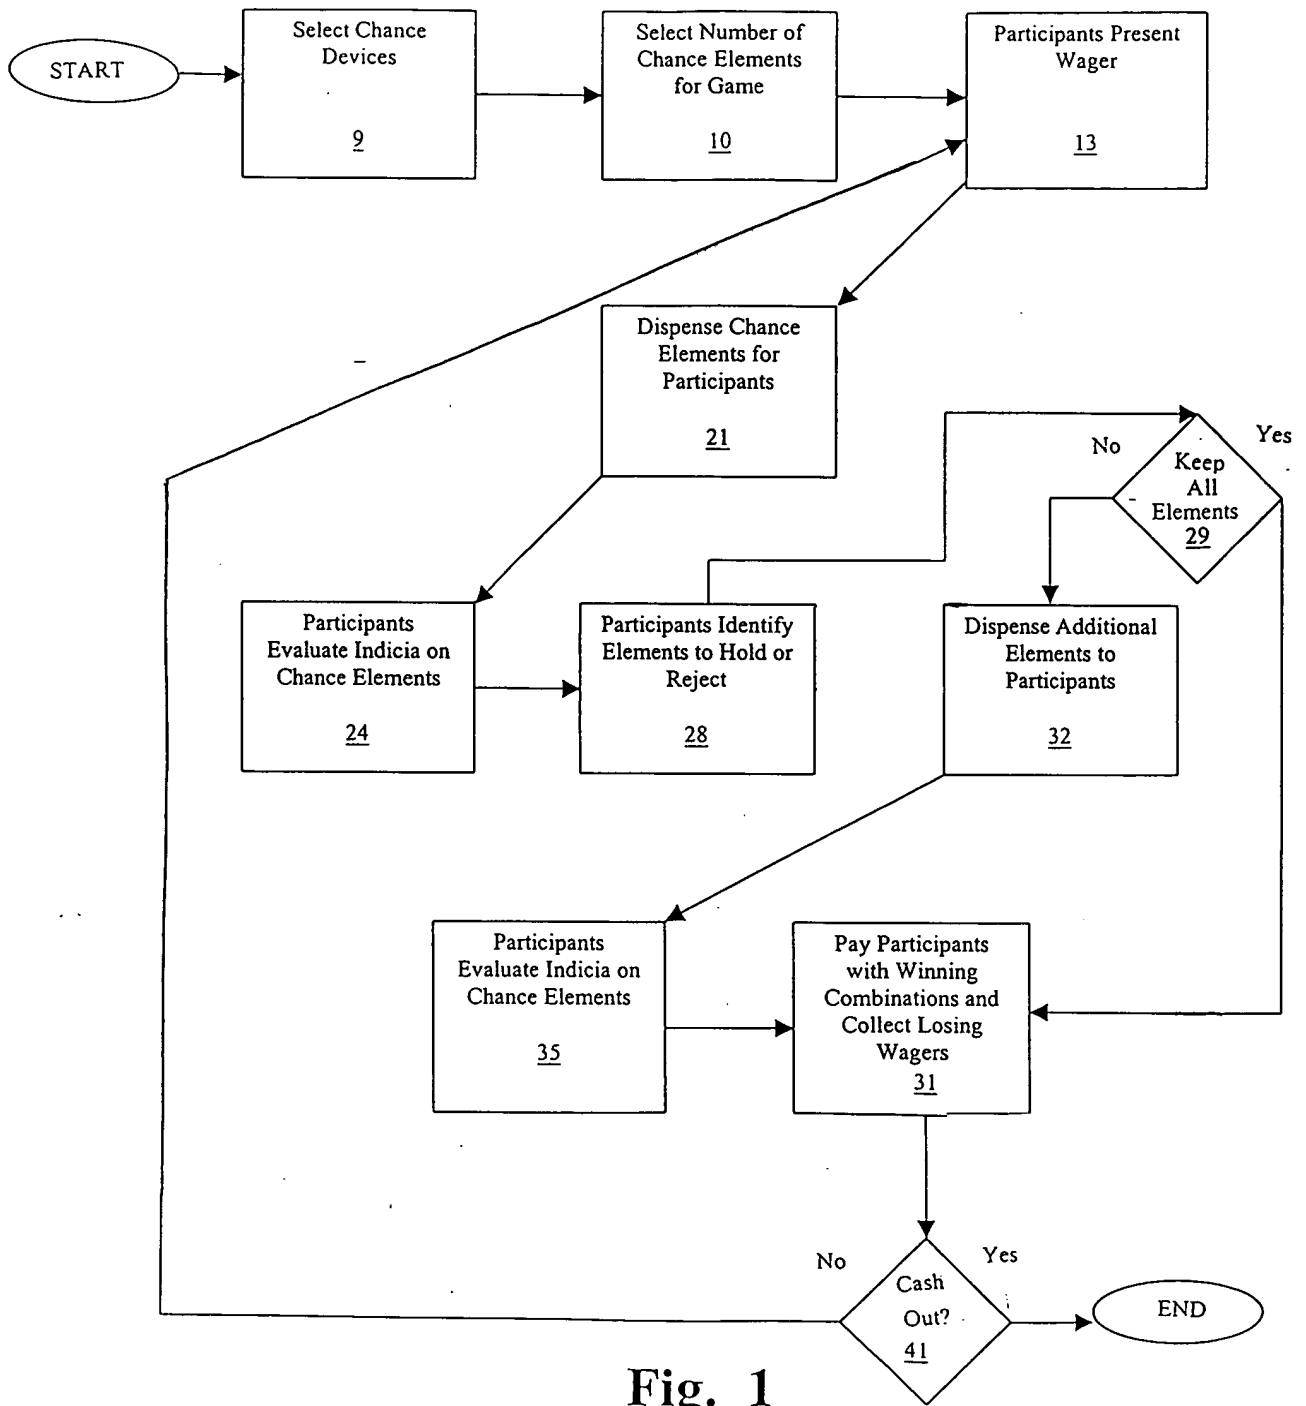 START
Select Chance
Devices
9
Select Number of
Chance Elements
for Game
10
Participants Present
Wager
13
Dispense Chance
Elements for
Participants
21
No
Yes
Keep
All
Elements
29
Participants
Evaluate Indicia on
Chance Elements
24
Participants Identify
Elements to Hold or
Reject
28
Dispense Additional
Elements to
Participants
32
Participants
Evaluate Indicia on
Chance Elements
35
Pay Participants
with Winning
Combinations and
Collect Losing
Wagers
31
No
Yes
Cash
Out?
41
END
Fig. 1